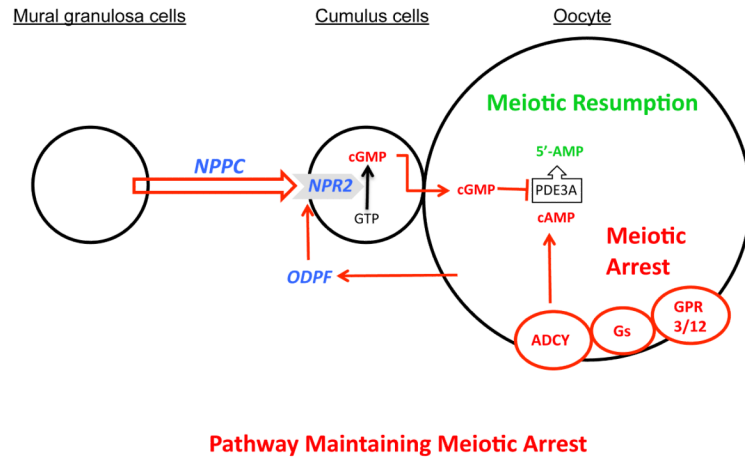 Mural granulosa cells
Cumulus cells
Oocyte
Meiotic Resumption
NPPC
cGMP
5'-AMP
NPR2
cGMP
PDE3A
GTP
cAMP
Meiotic
Arrest
ODPF
GPR
3/12
ADCY
Gs
Pathway Maintaining Meiotic Arrest